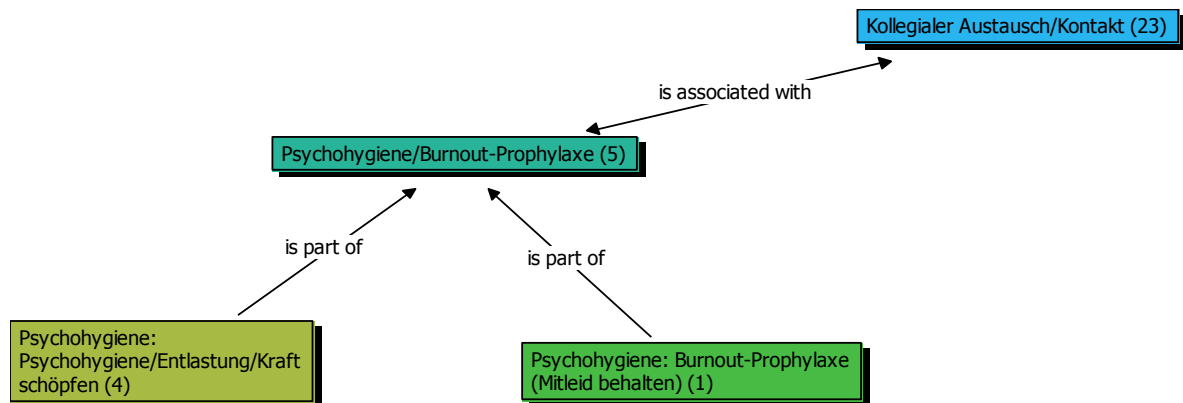 Kollegialer Austausch/Kontakt (23)
is associated with
Psychohygiene/Burnout-Prophylaxe (5)
is part of
is part of
Psychohygiene:
Psychohygiene/Entlastung/Kraft
schöpfen (4)
Psychohygiene: Burnout-Prophylaxe
(Mitleid behalten) (1)